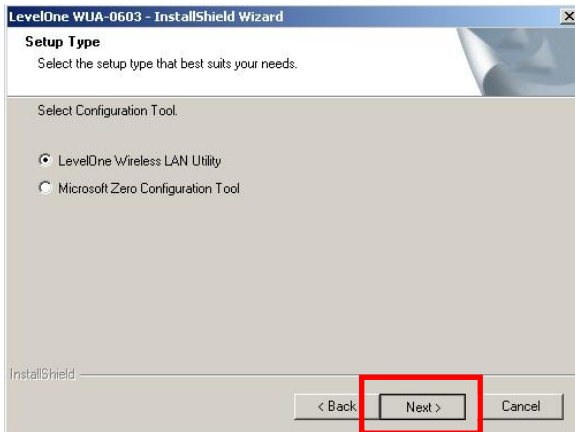 LevelOne WUA-0603 - InstallShield Wizard
Setup Type
Select the setup type that best suits your needs.
Select Configuration Tool.
LevelOne Wireless LAN Utility
Microsoft Zero Configuration Tool
InstallShield
< Back Next > Cancel